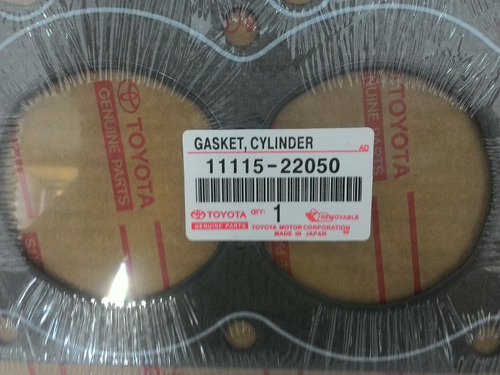 TOYOTA
GENUINE PARTS
TOYOTA
GENUINE PARTS
GASKET, CYLINDER
AD
11115-22050
TOYOTA QTY: 1 REMOVABLE
GENUINE PARTS TOYOTA MOTOR CORPORATION
MADE IN JAPAN